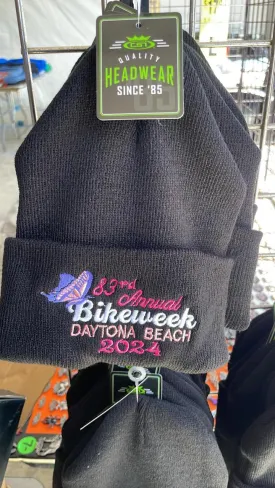 QUALITY
HEADWEAR
SINCE '85
83rd
Annual
Bikeweek
DAYTONA BEACH
2024